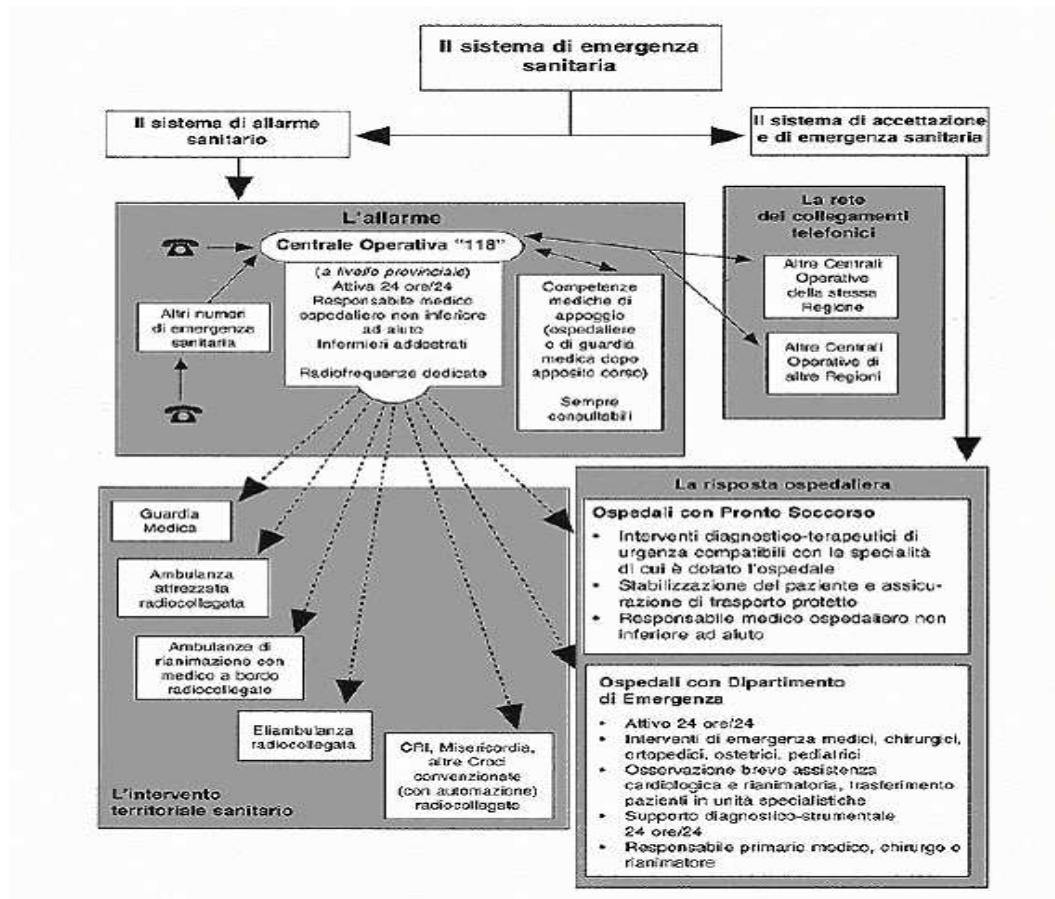 Il sistema di emergenza
sanitaria
Il sistema di allarme
sanitario
Il sistema di accettazione
e di emergenza sanitaria
L'allarme
Centrale Operativa "118"
(a livello provinciale)
Attiva 24 ore/24
Responsabile medico
ospedaliero non inferiore
ad aiuto
Infermieri addestrati
Radiofrequenze dedicate
Altri numeri
di emergenza
sanitaria
Competenze
mediche di
appoggio
(ospedaliere
o di guardia
medica dopo
apposito corso)
Sempre
consultabili
La rete
dei collegamenti
telefonici
Altre Centrali
Operative
della stessa
Regione
Altre Centrali
Operative di
altre Regioni
Guardia
Medica
Ambulanza
attrezzata
radiocollegata
Ambulanze di
rianimazione con
medico a bordo
radiocollegate
Eliambulanza
radiocollegata
CRI, Misericordia,
altre Croci
convenzionate
(con automazione)
radiocollegate
L'intervento
territoriale sanitario
La risposta ospedaliera
Ospedali con Pronto Soccorso
• Interventi diagnostico-terapeutici di
urgenza compatibili con le specialità
di cui è dotato l'ospedale
• Stabilizzazione del paziente e assicu-
razione di trasporto protetto
• Responsabile medico ospedaliero non
inferiore ad aiuto
Ospedali con Dipartimento
di Emergenza
• Attivo 24 ore/24
• Interventi di emergenza medici, chirurgici,
ortopedici, ostetrici, pediatrici
• Osservazione breve assistenza
cardiologica e rianimatoria, trasferimento
pazienti in unità specialistiche
• Supporto diagnostico-strumentale
24 ore/24
• Responsabile primario medico, chirurgo o
rianimatore